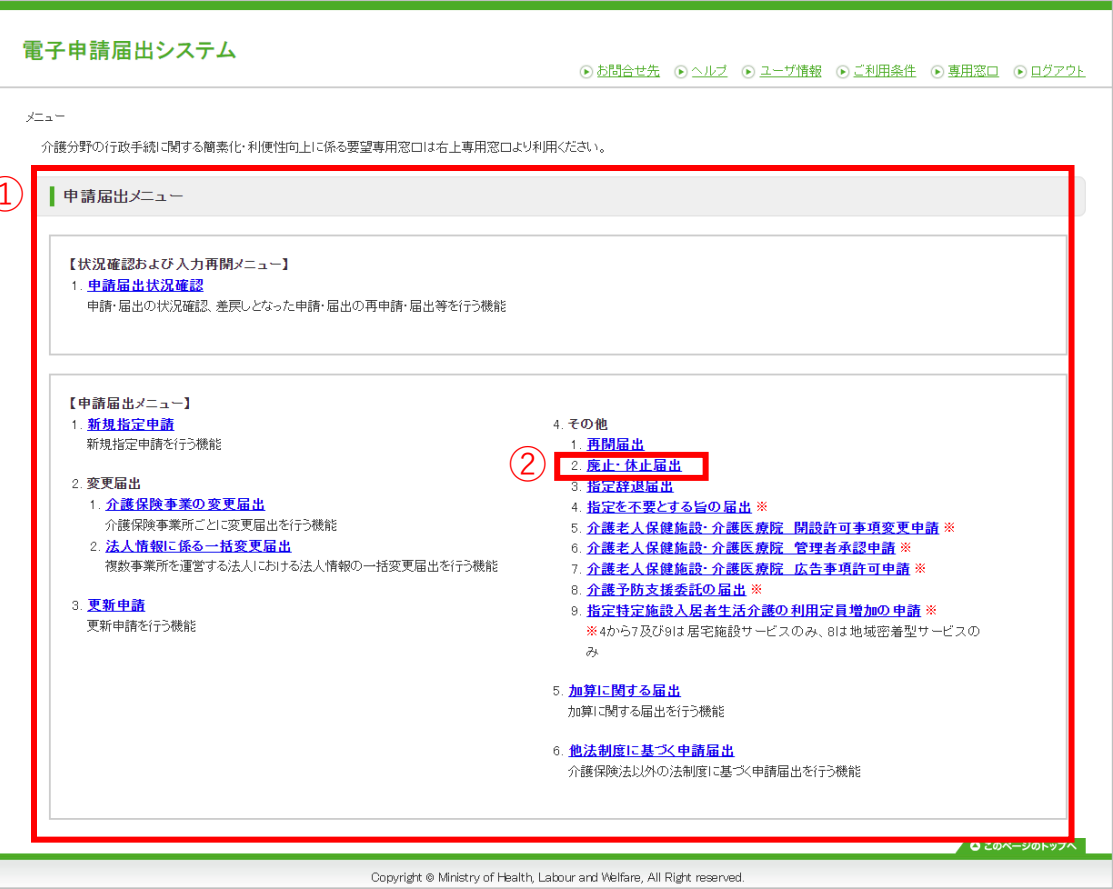 電子申請届出システム
お問合せ先 ヘルプ ユーザ情報 ご利用条件 専用窓口 ログアウト
メニュー
介護分野の行政手続に関する簡素化・利便性向上に係る要望専用窓口は右上専用窓口より利用ください。
①
申請届出メニュー
【状況確認および入力再開メニュー】
1. 申請届出状況確認
申請・届出の状況確認、差戻しとなった申請・届出の再申請・届出等を行う機能
【申請届出メニュー】
1. 新規指定申請
新規指定申請を行う機能
2. 変更届出
1. 介護保険事業の変更届出
介護保険事業所ごとに変更届出を行う機能
2. 法人情報に係る一括変更届出
複数事業所を運営する法人における法人情報の一括変更届出を行う機能
3. 更新申請
更新申請を行う機能
4. その他
1. 再開届出
②
2. 廃止・休止届出
3. 指定辞退届出
4. 指定を不要とする旨の届出 ※
5. 介護老人保健施設・介護医療院 開設許可事項変更申請 ※
6. 介護老人保健施設・介護医療院 管理者承認申請 ※
7. 介護老人保健施設・介護医療院 広告事項許可申請 ※
8. 介護予防支援委託の届出 ※
9. 指定特定施設入居者生活介護の利用定員増加の申請 ※
※4から7及び9は居宅施設サービスのみ、8は地域密着型サービスの
み
5. 加算に関する届出
加算に関する届出を行う機能
6. 他法制度に基づく申請届出
介護保険法以外の法制度に基づく申請届出を行う機能
このページのトップへ
Copyright © Ministry of Health, Labour and Welfare, All Right reserved.